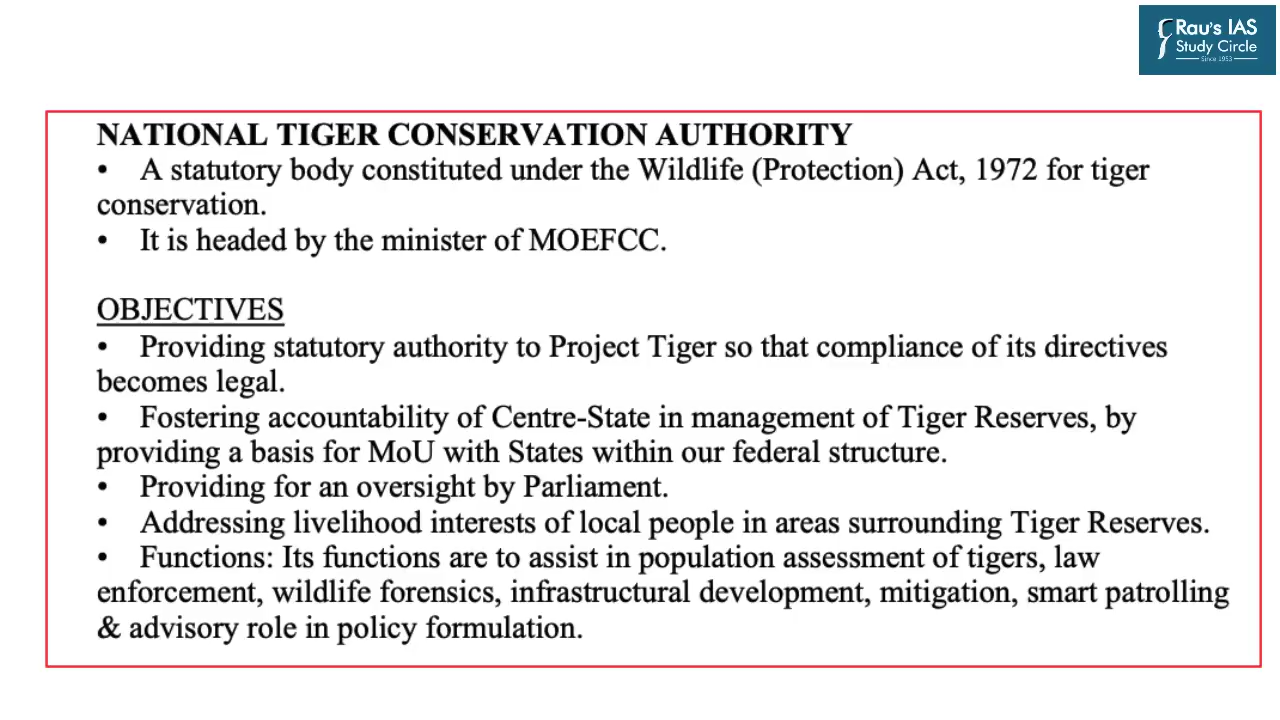 Rau's IAS
Study Circle
Since 1953
NATIONAL TIGER CONSERVATION AUTHORITY
• A statutory body constituted under the Wildlife (Protection) Act, 1972 for tiger
conservation.
• It is headed by the minister of MOEFCC.
OBJECTIVES
• Providing statutory authority to Project Tiger so that compliance of its directives
becomes legal.
• Fostering accountability of Centre-State in management of Tiger Reserves, by
providing a basis for MoU with States within our federal structure.
• Providing for an oversight by Parliament.
• Addressing livelihood interests of local people in areas surrounding Tiger Reserves.
• Functions: Its functions are to assist in population assessment of tigers, law
enforcement, wildlife forensics, infrastructural development, mitigation, smart patrolling
& advisory role in policy formulation.